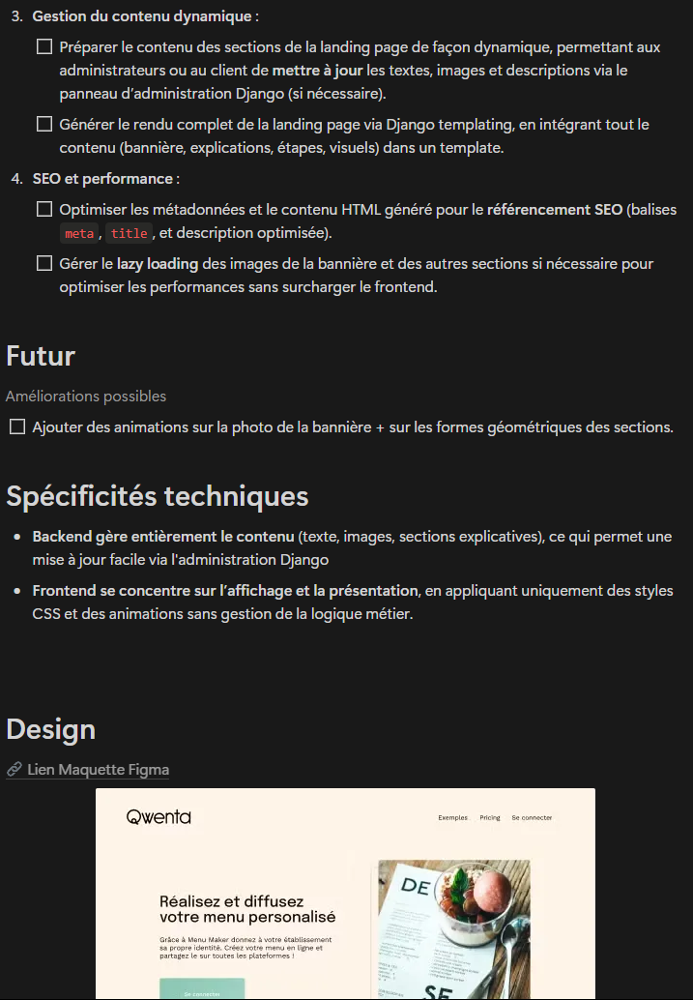 3. Gestion du contenu dynamique :
Préparer le contenu des sections de la landing page de façon dynamique, permettant aux
administrateurs ou au client de mettre à jour les textes, images et descriptions via le
panneau d’administration Django (si nécessaire).
Générer le rendu complet de la landing page via Django templating, en intégrant tout le
contenu (bannière, explications, étapes, visuels) dans un template.
4. SEO et performance :
Optimiser les métadonnées et le contenu HTML généré pour le référencement SEO (balises
meta, title, et description optimisée).
Gérer le lazy loading des images de la bannière et des autres sections si nécessaire pour
optimiser les performances sans surcharger le frontend.
Futur
Améliorations possibles
Ajouter des animations sur la photo de la bannière + sur les formes géométriques des sections.
Spécificités techniques
• Backend gère entièrement le contenu (texte, images, sections explicatives), ce qui permet une
mise à jour facile via l'administration Django
• Frontend se concentre sur l’affichage et la présentation, en appliquant uniquement des styles
CSS et des animations sans gestion de la logique métier.
Design
Lien Maquette Figma
Qwenta
Exemples Pricing Se connecter
Réalisez et diffusez
votre menu personalisé
Grâce à Menu Maker donnez à votre établissement
sa propre identité. Créez votre menu en ligne et
partagez le sur toutes les plateformes !
Se connecter
DE
SE